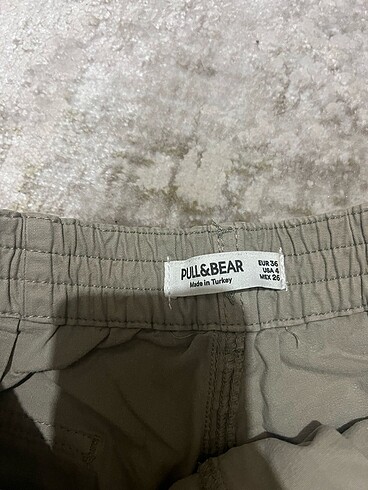 PULL&BEAR
Made in Turkey
EUR 36
USA 4
MEX 26